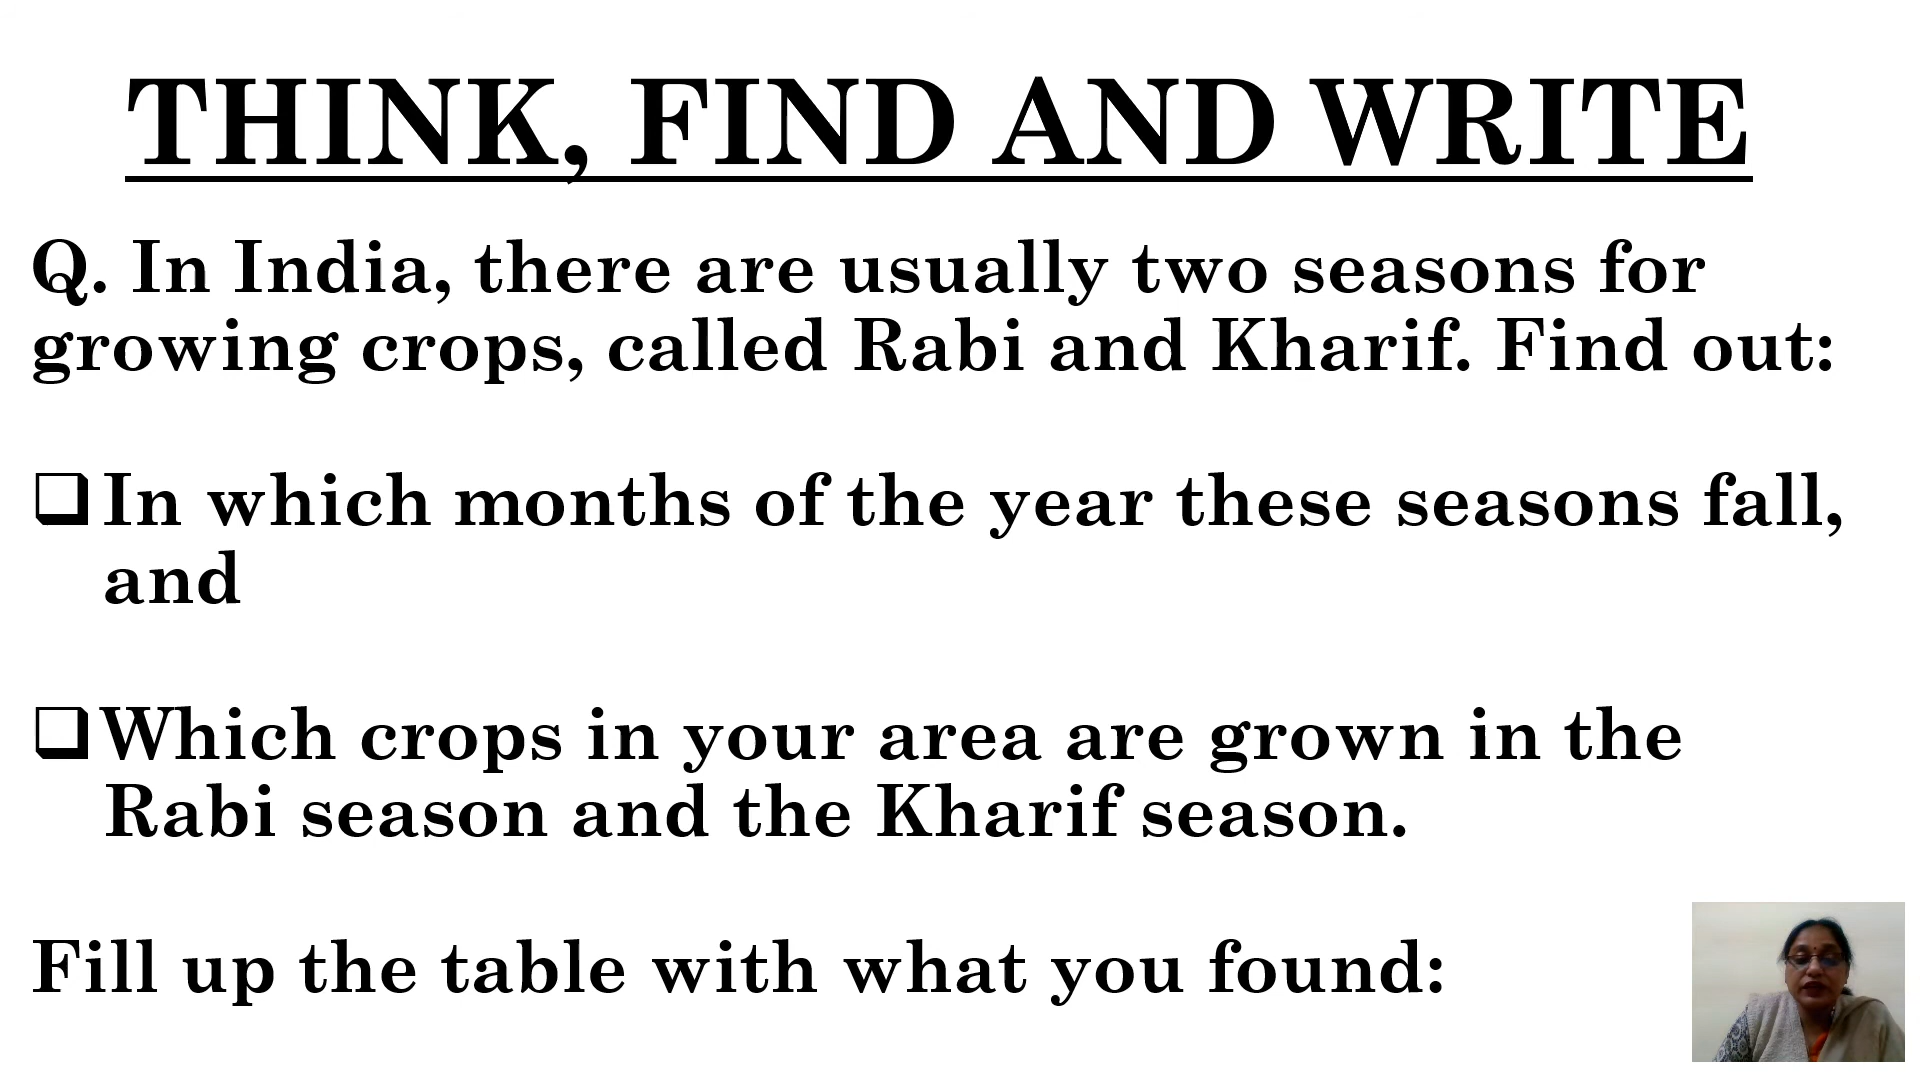 THINK, FIND AND WRITE
Q. In India, there are usually two seasons for
growing crops, called Rabi and Kharif. Find out:
❑In which months of the year these seasons fall,
and
❑Which crops in your area are grown in the
Rabi season and the Kharif season.
Fill up the table with what you found: